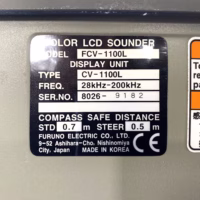 COLOR LCD SOUNDER
MODEL FCV-1100L
DISPLAY UNIT
TYPE CV-1100L
FREQ. 28kHz-200kHz
SER.NO. 8026- 9182
COMPASS SAFE DISTANCE
STD 0.7 m STEER 0.5 m
FURUNO ELECTRIC CO., LTD.
9-52 Ashihara-Cho. Nishinomiya
City. Japan MADE IN KOREA